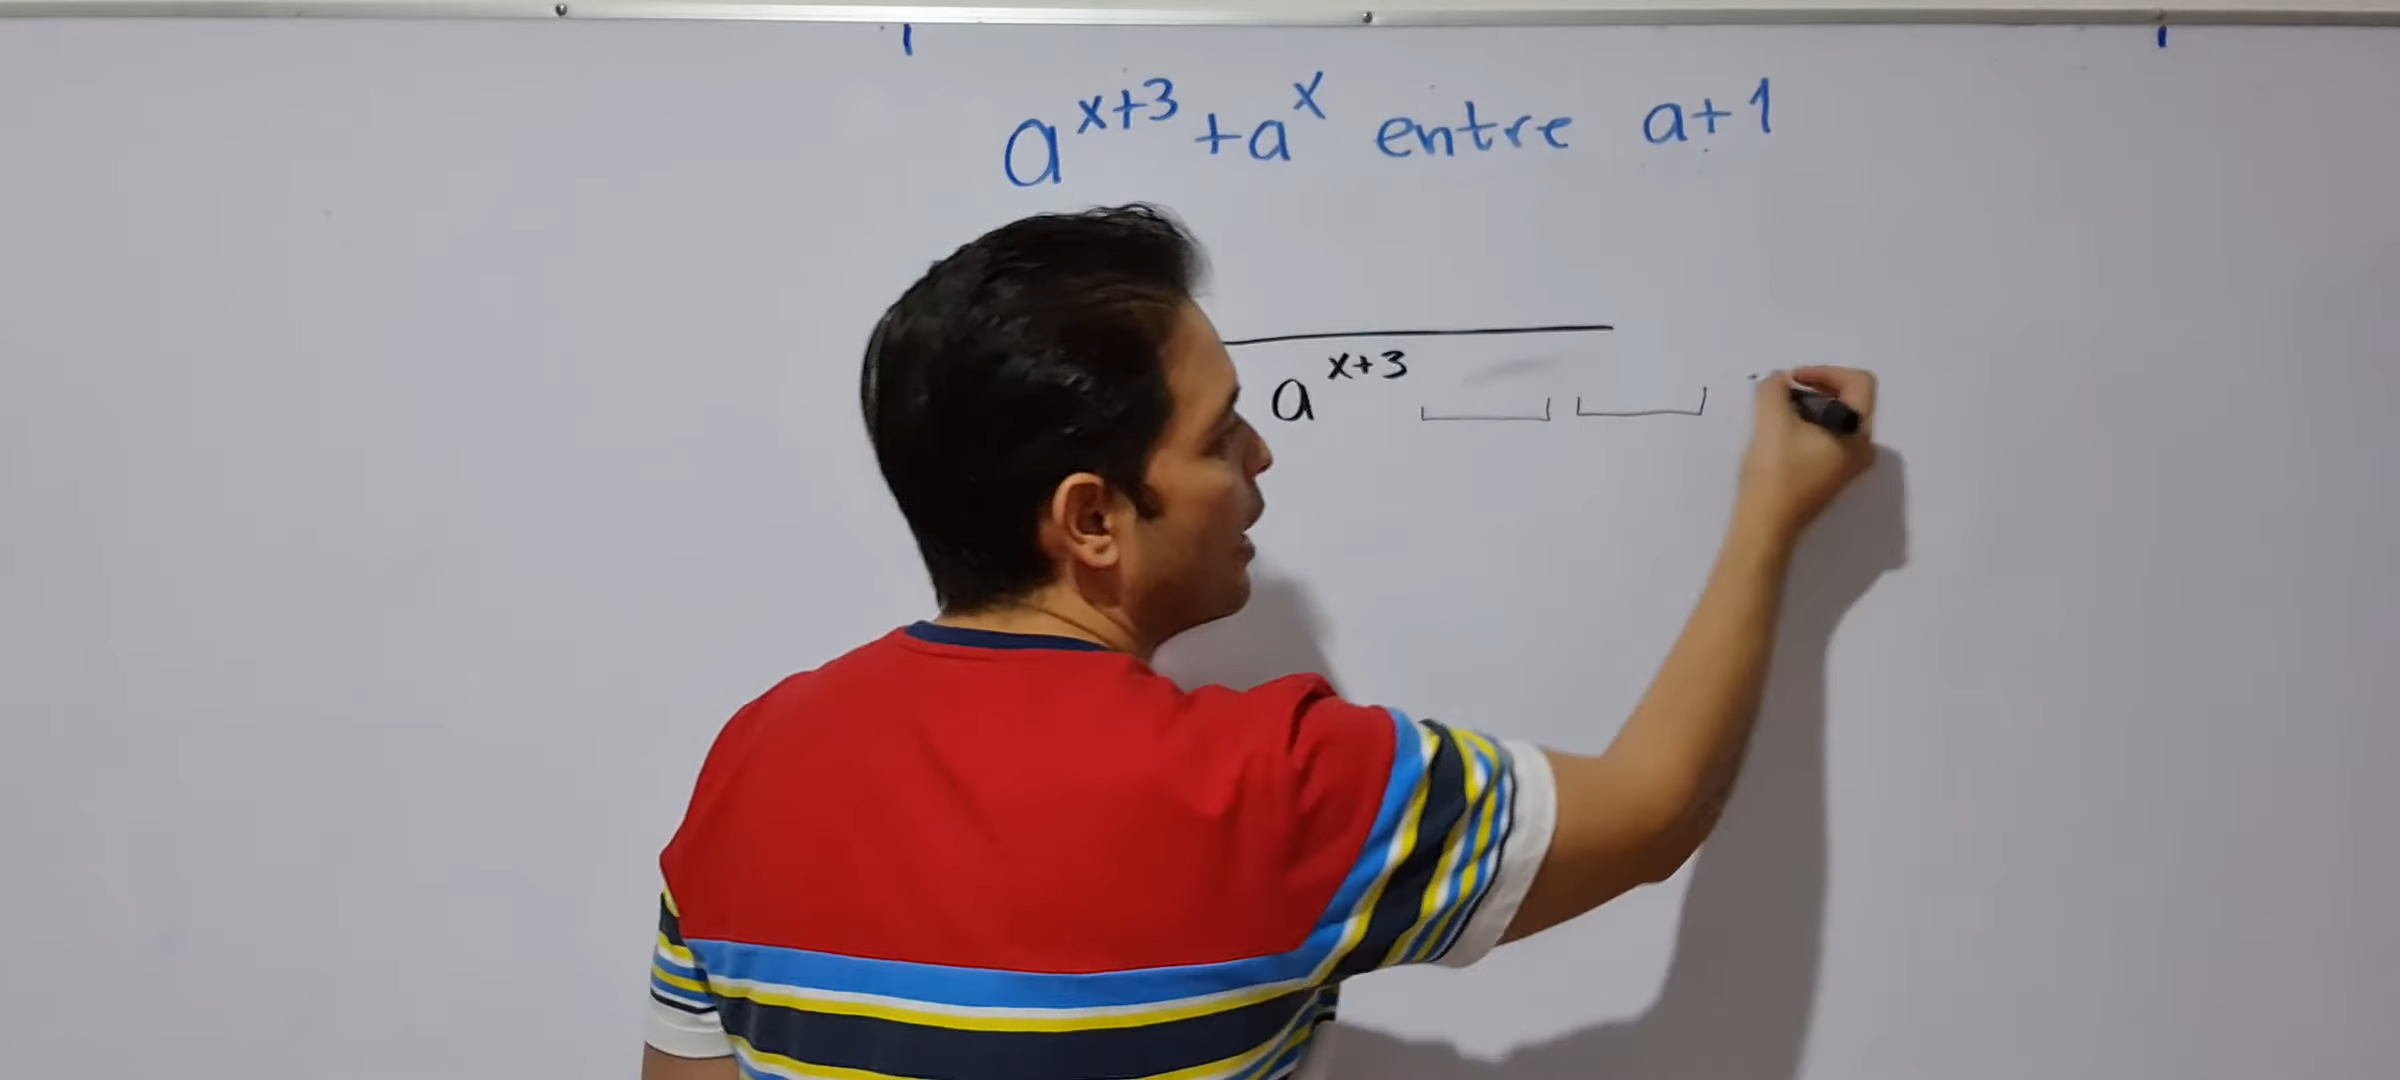 a^{x+3} + a^x entre a+1
a^{x+3}